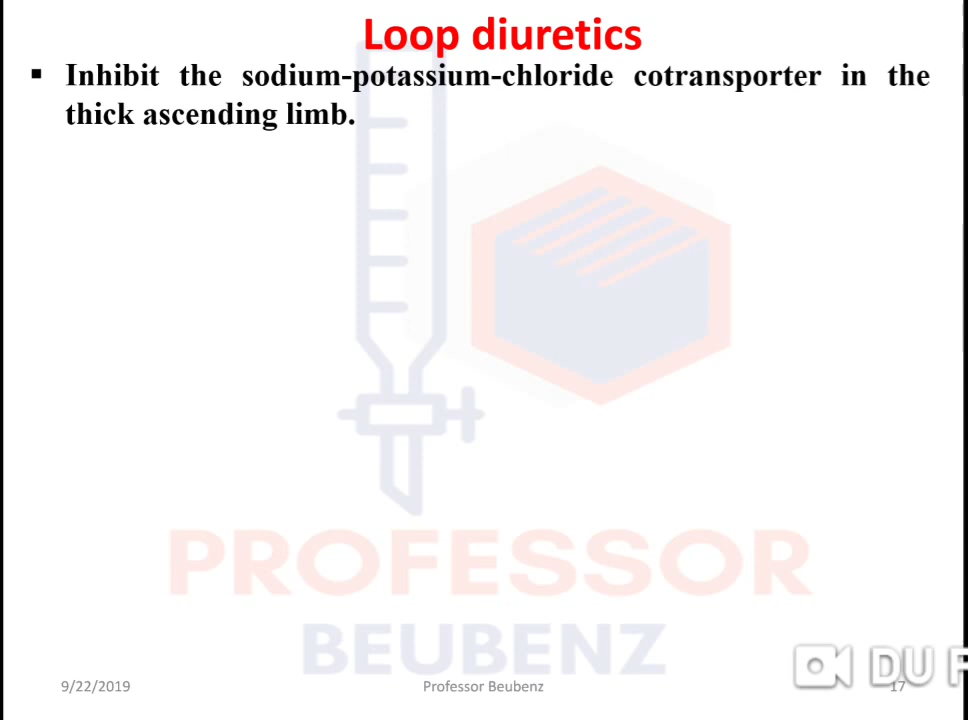 Loop diuretics
▪ Inhibit the sodium-potassium-chloride cotransporter in the
thick ascending limb.
PROFESSOR
BEUBENZ
DU
9/22/2019
Professor Beubenz
17